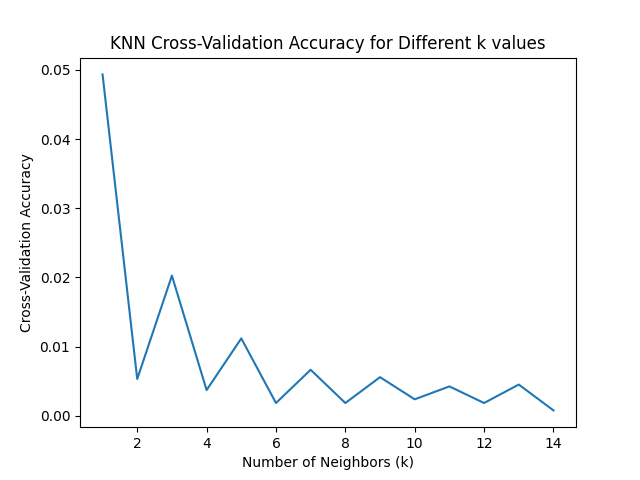 KNN Cross-Validation Accuracy for Different k values
0.05
0.04
0.03
0.02
0.01
0.00
Cross-Validation Accuracy
2 4 6 8 10 12 14
Number of Neighbors (k)